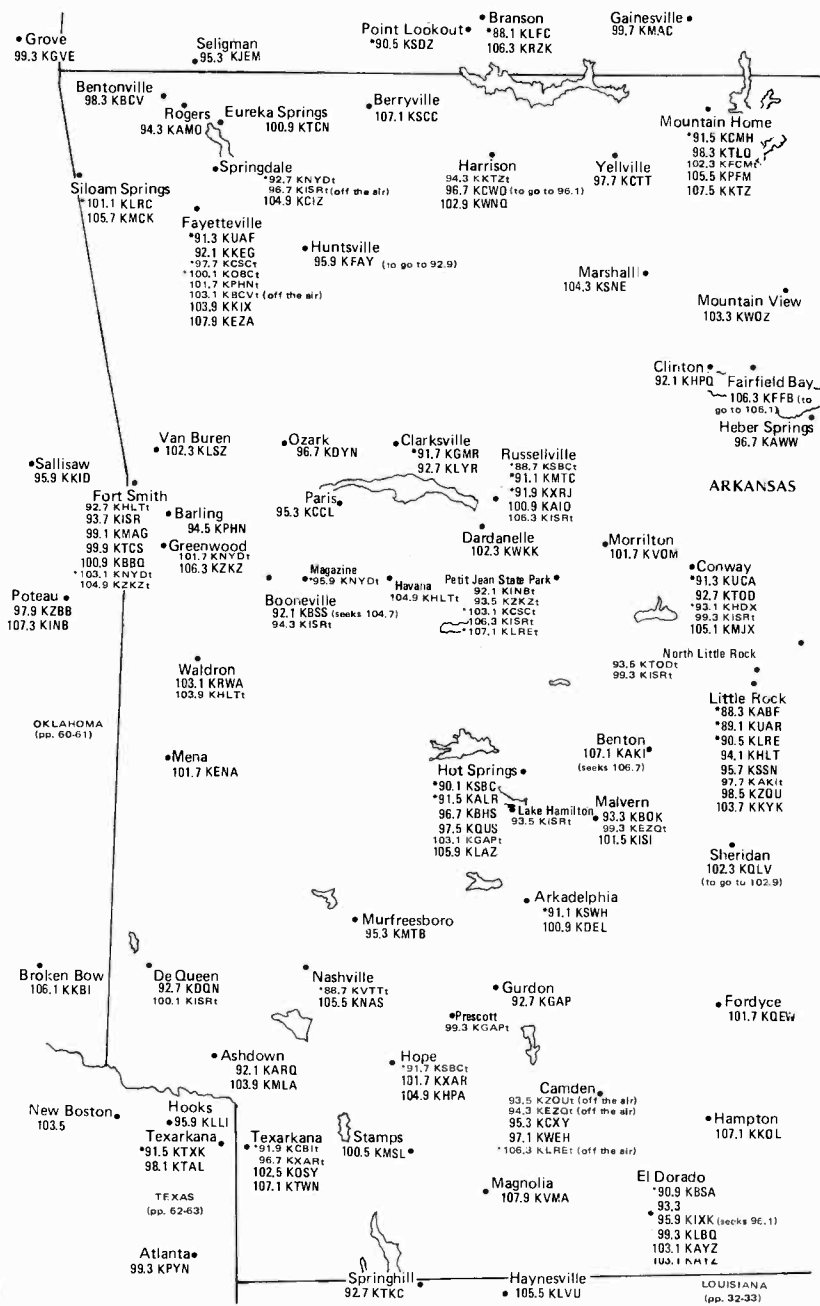 Grove
99.3 KGVE
Seligman
95.3 KJEM
Point Lookout
*90.5 KSDZ
Branson
*88.1 KLFC
106.3 KRZK
Gainesville
99.7 KMAC
Bentonville
98.3 KBCV
Rogers
94.3 KAMO
Eureka Springs
100.9 KTCN
Berryville
107.1 KSCC
Mountain Home
*91.5 KCMH
98.3 KTLO
102.3 KFCMt
105.5 KPFM
107.5 KKTZ
Siloam Springs
*101.1 KLRC
105.7 KMCK
Springdale
*92.7 KNYDt
96.7 KISRt (off the air)
104.9 KCIZ
Harrison
94.3 KKTZt
96.7 KCWO (to go to 96.1)
102.9 KWNQ
Yellville
97.7 KCTT
Fayetteville
*91.3 KUAF
92.1 KKEG
*97.7 KCSCt
*100.1 KOBCt
101.7 KPHNt
103.1 KBCVt (off the air)
103.9 KKIX
107.9 KEZA
Huntsville
95.9 KFAY (to go to 92.9)
Marshall
104.3 KSNE
Mountain View
103.3 KWOZ
Clinton
92.1 KHPQ
Fairfield Bay
106.3 KFFB (to
go to 106.1)
Heber Springs
96.7 KAWW
Sallisaw
95.9 KKID
Van Buren
102.3 KLSZ
Ozark
96.7 KDYN
Clarksville
*91.7 KGMR
92.7 KLYR
Russellville
*88.7 KSBCt
*91.1 KMTC
*91.9 KXRJ
100.9 KAIO
106.3 KISRt
ARKANSAS
Fort Smith
92.7 KHLTt
93.7 KISR
99.1 KMAG
99.9 KTCS
100.9 KBBQ
*103.1 KNYDt
104.9 KZKZt
Barling
94.5 KPHN
Greenwood
101.7 KNYDt
106.3 KZKZ
Paris
95.3 KCCL
Dardanelle
102.3 KWKK
Morrilton
101.7 KVOM
Conway
*91.3 KUCA
92.7 KTOD
*93.1 KHDX
99.3 KISRt
105.1 KMJX
Poteau
97.9 KZBB
107.3 KINB
Booneville
92.1 KBSS (seeks 104.7)
94.3 KISRt
Magazine
*95.9 KNYDt
Havana
104.9 KHLTt
Petit Jean State Park
92.1 KINBt
93.5 KZKZt
*103.1 KCSCt
106.3 KISRt
*107.1 KLREt
Waldron
103.1 KRWA
103.9 KHLTt
North Little Rock
93.5 KTODt
99.3 KISRt
Little Rock
*88.3 KABF
*89.1 KUAR
*90.5 KLRE
94.1 KHLT
95.7 KSSN
97.7 KAKIt
98.5 KZOU
103.7 KKYK
OKLAHOMA
(pp. 60-61)
Mena
101.7 KENA
Benton
107.1 KAKI
(seeks 106.7)
Hot Springs
*90.1 KSBC
*91.5 KALR
96.7 KBHS
97.5 KQUS
103.1 KGAPt
105.9 KLAZ
Lake Hamilton
93.5 KISRt
Malvern
93.3 KBOK
99.3 KEZQt
101.5 KISI
Sheridan
102.3 KQLV
(to go to 102.9)
Arkadelphia
*91.1 KSWH
100.9 KDEL
Murfreesboro
95.3 KMTB
Broken Bow
106.1 KKBI
De Queen
92.7 KDQN
100.1 KISRt
Nashville
*88.7 KVTTt
105.5 KNAS
Gurdon
92.7 KGAP
Prescott
99.3 KGAPt
Fordyce
101.7 KQEW
Ashdown
92.1 KARQ
103.9 KMLA
Hope
*91.7 KSBCt
101.7 KXAR
104.9 KHPA
Camden
93.5 KZOUt (off the air)
94.3 KEZQt (off the air)
95.3 KCXY
97.1 KWEH
*106.3 KLREt (off the air)
New Boston
103.5
Hooks
95.9 KLLI
Texarkana
*91.5 KTXK
98.1 KTAL
Texarkana
*91.9 KCBIt
96.7 KXARt
102.5 KOSY
107.1 KTWN
Stamps
100.5 KMSL
Hampton
107.1 KKOL
TEXAS
(pp. 62-63)
Magnolia
107.9 KVMA
El Dorado
*90.9 KBSA
93.3
95.9 KIXK (seeks 96.1)
99.3 KLBQ
103.1 KAYZ
103.1 KAYZ
Atlanta
99.3 KPYN
Springhill
92.7 KTKC
Haynesville
105.5 KLVU
LOUISIANA
(pp. 32-33)